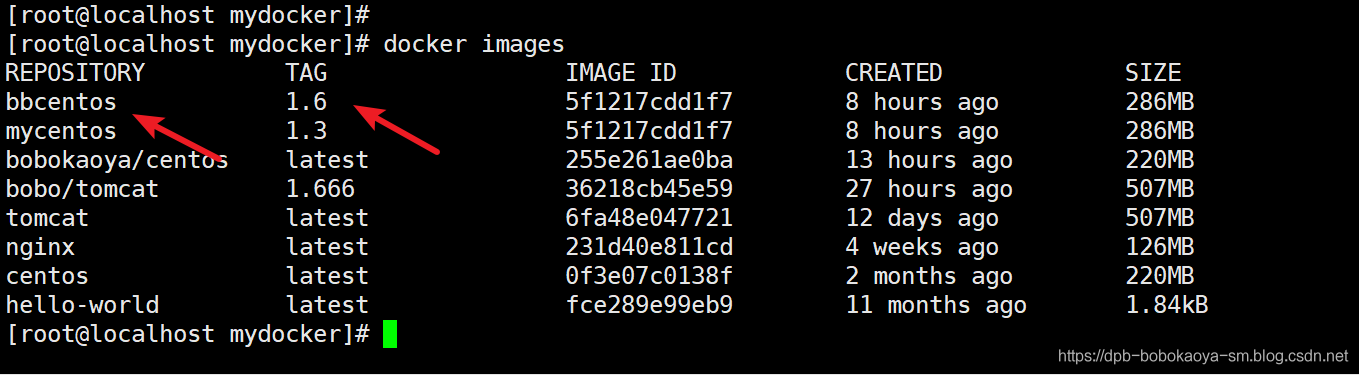 [root@localhost mydocker]#
[root@localhost mydocker]# docker images
REPOSITORY TAG IMAGE ID CREATED SIZE
bbcentos 1.6 5f1217cdd1f7 8 hours ago 286MB
mycentos 1.3 5f1217cdd1f7 8 hours ago 286MB
bobokaoya/centos latest 255e261ae0ba 13 hours ago 220MB
bobo/tomcat 1.666 36218cb45e59 27 hours ago 507MB
tomcat latest 6fa48e047721 12 days ago 507MB
nginx latest 231d40e811cd 4 weeks ago 126MB
centos latest 0f3e07c0138f 2 months ago 220MB
hello-world latest fce289e99eb9 11 months ago 1.84kB
[root@localhost mydocker]#
https://dpb-bobokaoya-sm.blog.csdn.net